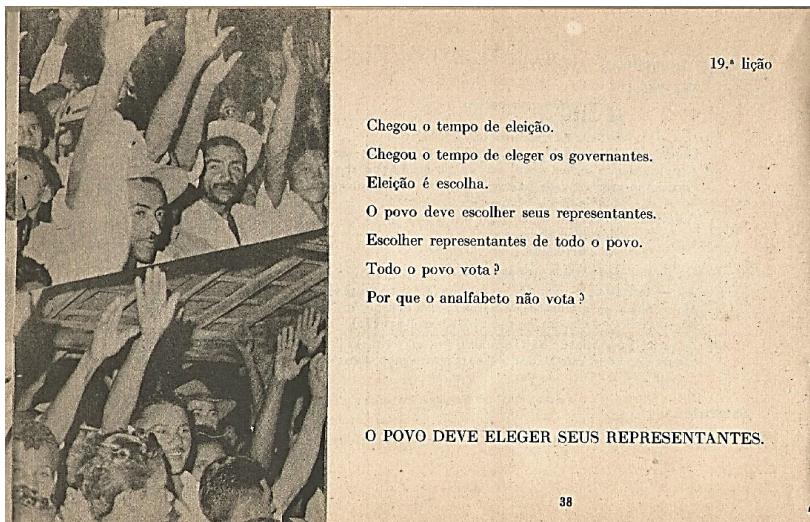 19.ª lição
Chegou o tempo de eleição.
Chegou o tempo de eleger os governantes.
Eleição é escolha.
O povo deve escolher seus representantes.
Escolher representantes de todo o povo.
Todo o povo vota?
Por que o analfabeto não vota?
O POVO DEVE ELEGER SEUS REPRESENTANTES.
38